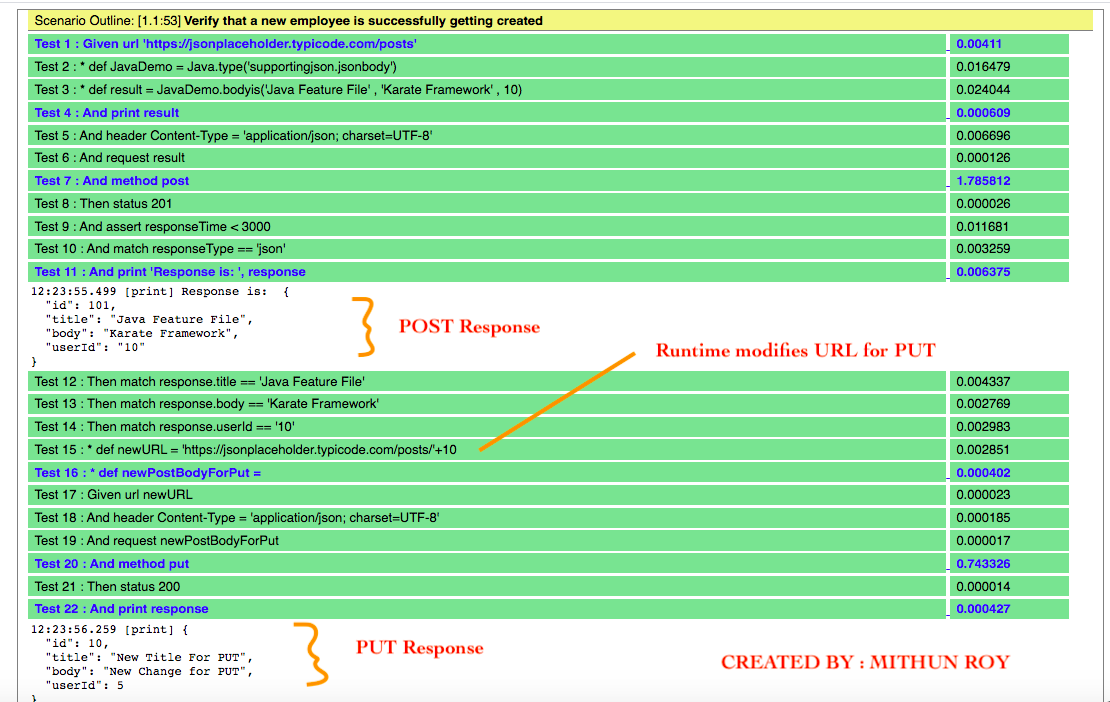 Scenario Outline: [1.1:53] Verify that a new employee is successfully getting created
Test 1 : Given url 'https://jsonplaceholder.typicode.com/posts' 0.00411
Test 2 : * def JavaDemo = Java.type('supportingjson.jsonbody') 0.016479
Test 3 : * def result = JavaDemo.bodyis('Java Feature File' , 'Karate Framework' , 10) 0.024044
Test 4 : And print result 0.000609
Test 5 : And header Content-Type = 'application/json; charset=UTF-8' 0.006696
Test 6 : And request result 0.000126
Test 7 : And method post 1.785812
Test 8 : Then status 201 0.000026
Test 9 : And assert responseTime < 3000 0.011681
Test 10 : And match responseType == 'json' 0.003259
Test 11 : And print 'Response is: ', response 0.006375
12:23:55.499 [print] Response is:  {
"id": 101,
"title": "Java Feature File",
"body": "Karate Framework",
"userId": "10"
}
POST Response
Runtime modifies URL for PUT
Test 12 : Then match response.title == 'Java Feature File' 0.004337
Test 13 : Then match response.body == 'Karate Framework' 0.002769
Test 14 : Then match response.userId == '10' 0.002983
Test 15 : * def newURL = 'https://jsonplaceholder.typicode.com/posts/'+10 0.002851
Test 16 : * def newPostBodyForPut = 0.000402
Test 17 : Given url newURL 0.000023
Test 18 : And header Content-Type = 'application/json; charset=UTF-8' 0.000185
Test 19 : And request newPostBodyForPut 0.000017
Test 20 : And method put 0.743326
Test 21 : Then status 200 0.000014
Test 22 : And print response 0.000427
12:23:56.259 [print] {
"id": 10,
"title": "New Title For PUT",
"body": "New Change for PUT",
"userId": 5
}
PUT Response
CREATED BY : MITHUN ROY